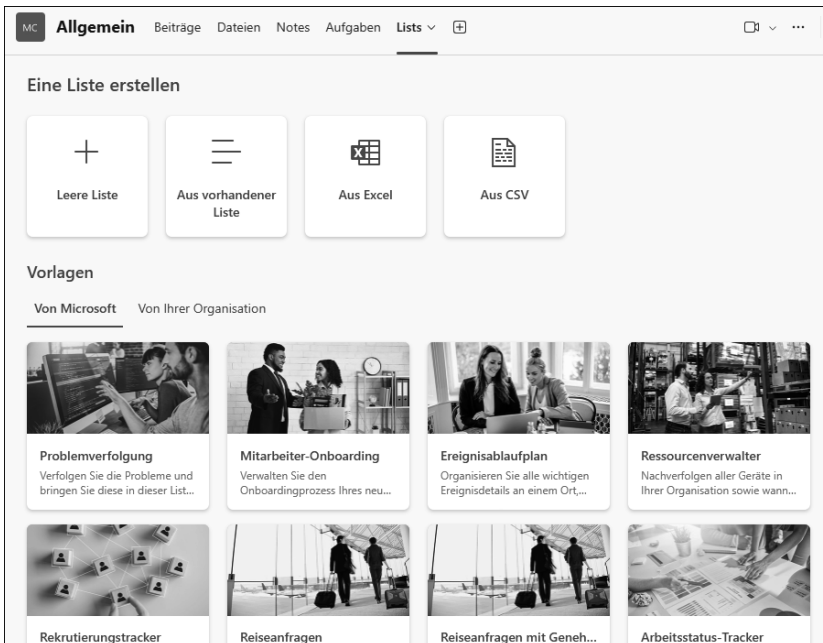 MC Allgemein Beiträge Dateien Notes Aufgaben Lists
Eine Liste erstellen
Leere Liste
Aus vorhandener
Liste
Aus Excel
Aus CSV
Vorlagen
Von Microsoft Von Ihrer Organisation
Problemverfolgung
Verfolgen Sie die Probleme und
bringen Sie diese in dieser List...
Mitarbeiter-Onboarding
Verwalten Sie den
Onboardingprozess Ihres neu...
Ereignisablaufplan
Organisieren Sie alle wichtigen
Ereignisdetails an einem Ort,...
Ressourcenverwalter
Nachverfolgen aller Geräte in
Ihrer Organisation sowie wann...
Rekrutierungstracker
Reiseanfragen
Reiseanfragen mit Geneh...
Arbeitsstatus-Tracker